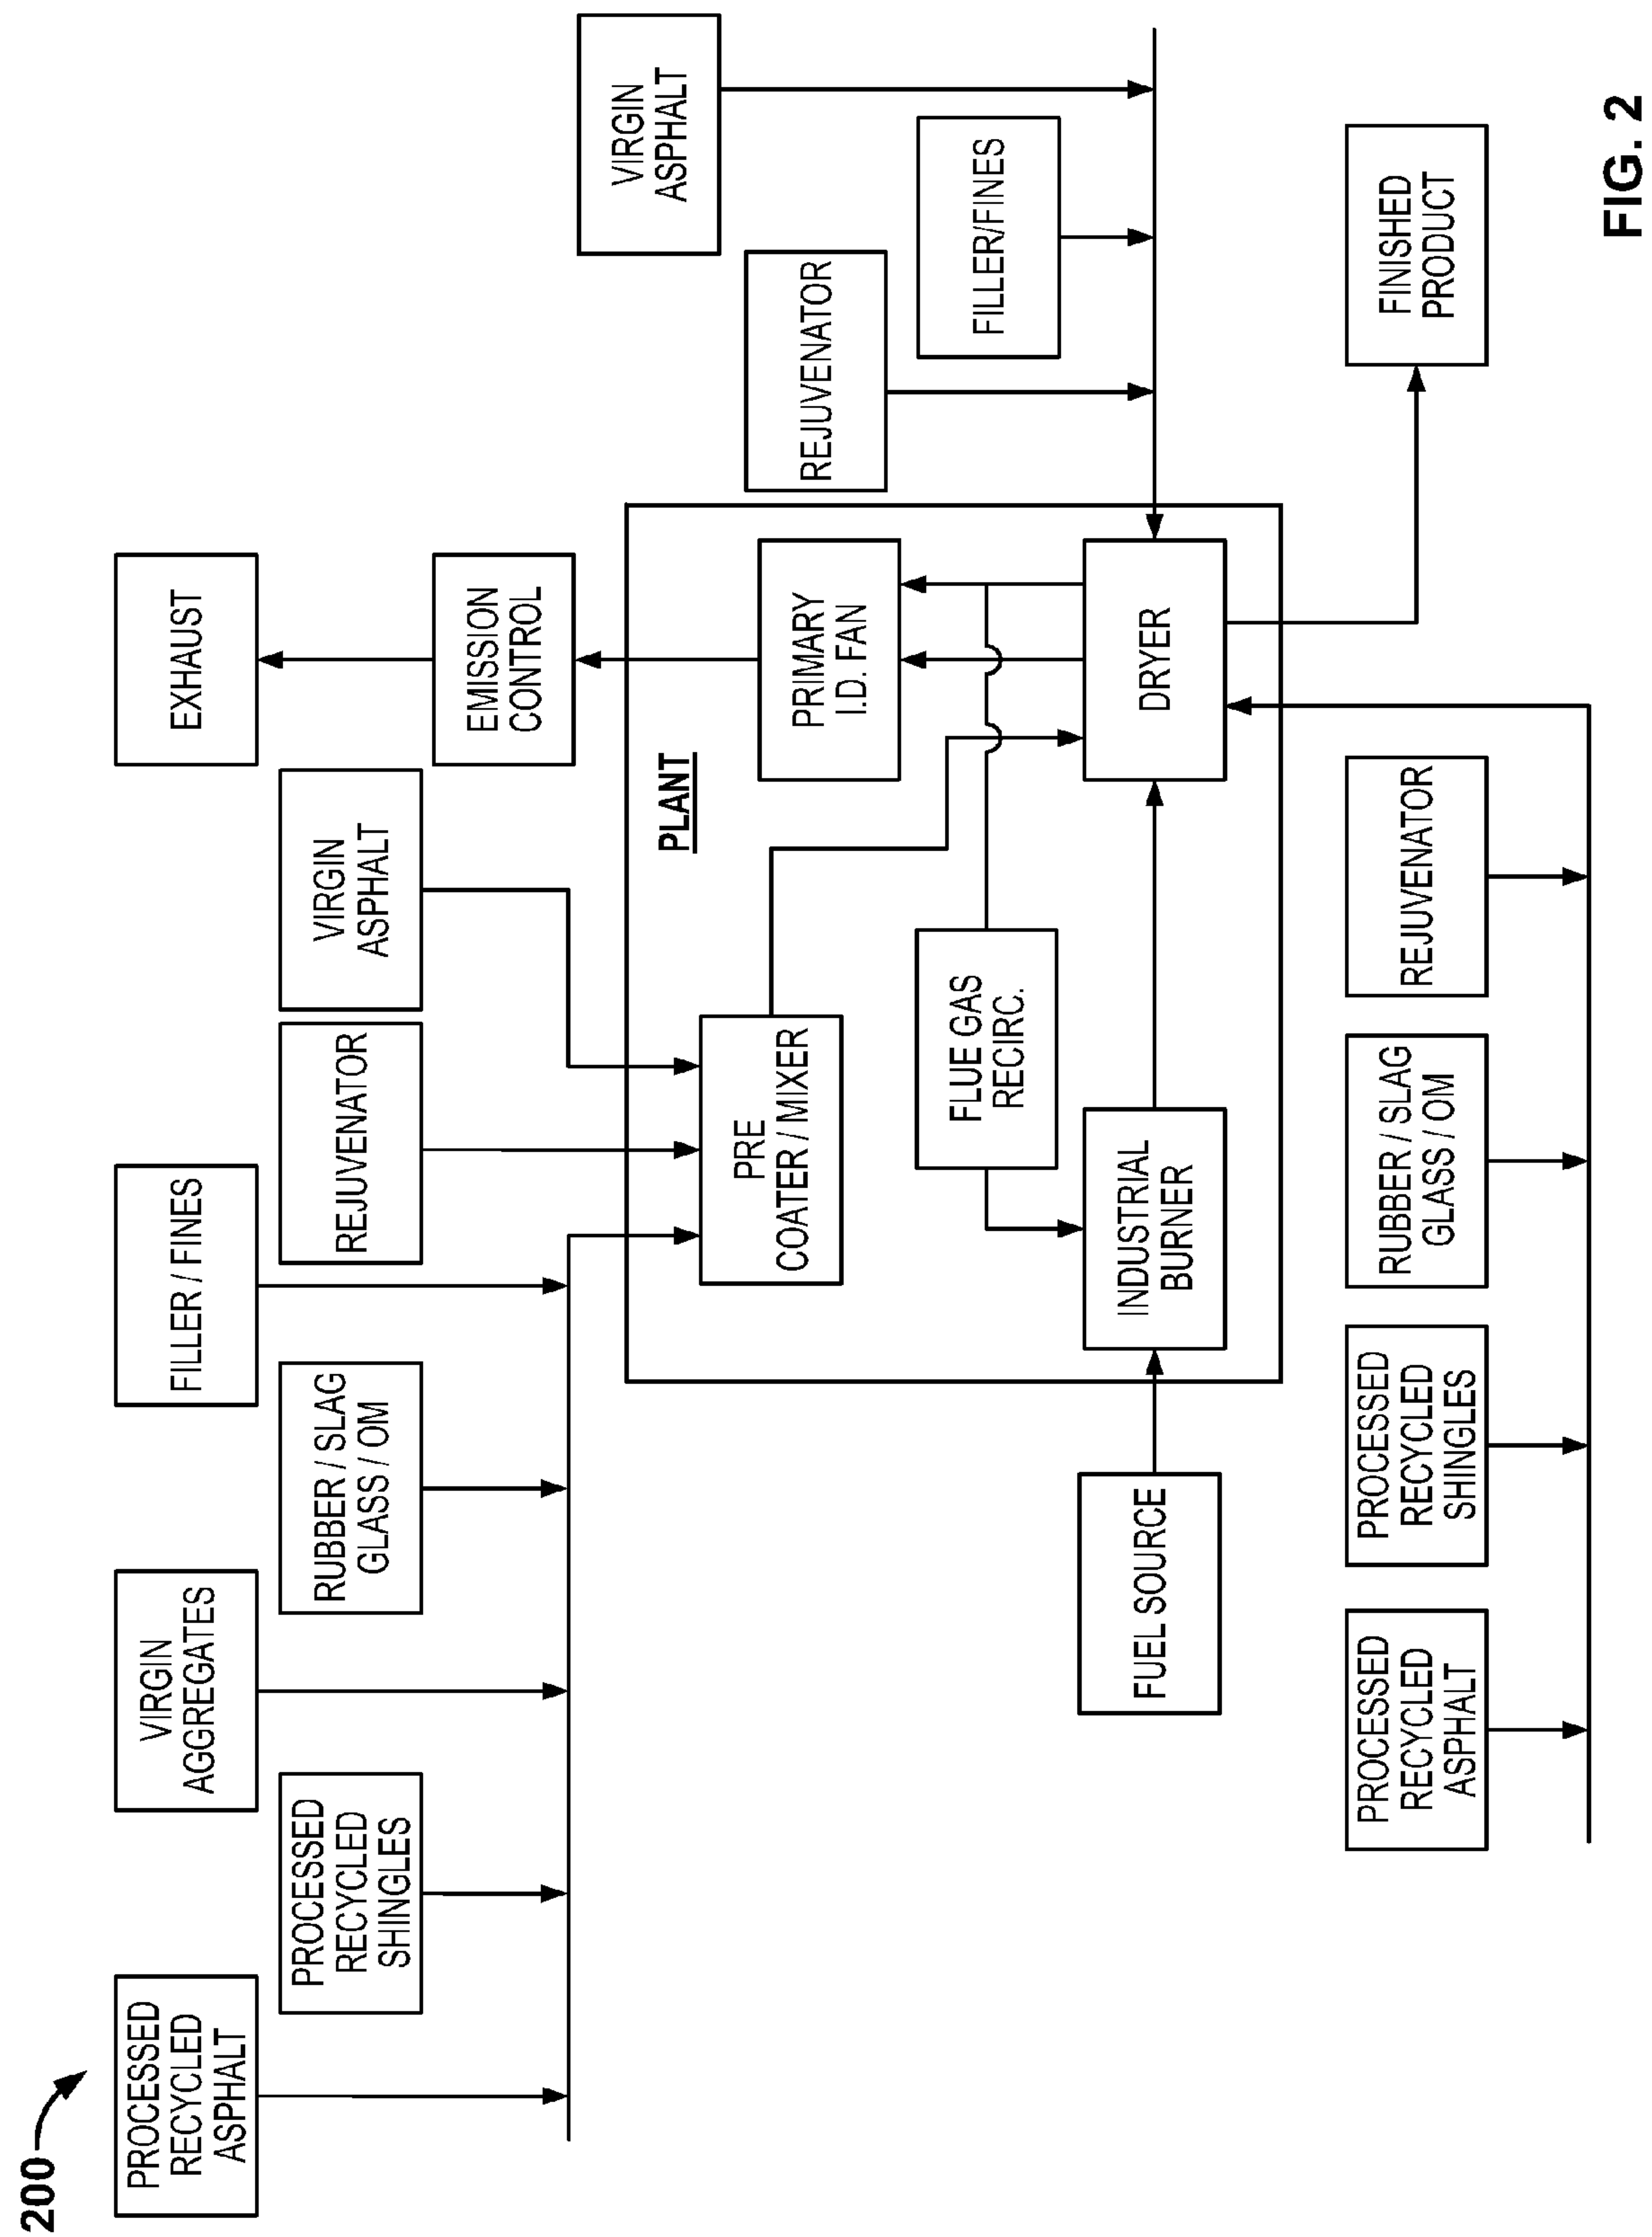 200
PROCESSED
RECYCLED
ASPHALT
VIRGIN
AGGREGATES
FILLER / FINES
EXHAUST
PROCESSED
RECYCLED
SHINGLES
RUBBER / SLAG
GLASS / OM
REJUVENATOR
VIRGIN
ASPHALT
EMISSION
CONTROL
VIRGIN
ASPHALT
PLANT
PRE
COATER / MIXER
PRIMARY
I.D. FAN
REJUVENATOR
FLUE GAS
RECIRC.
FILLER/FINES
FUEL SOURCE
INDUSTRIAL
BURNER
DRYER
PROCESSED
RECYCLED
ASPHALT
PROCESSED
RECYCLED
SHINGLES
RUBBER / SLAG
GLASS / OM
REJUVENATOR
FINISHED
PRODUCT
FIG. 2